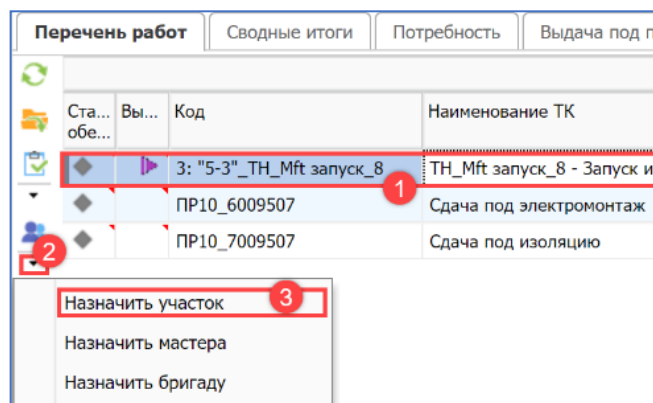 Перечень работ Сводные итоги Потребность Выдача под п
Ста... Вы... Код Наименование ТК
обе...
3: "5-3"_TH_Mft запуск_8 TH_Mft запуск_8 - Запуск и
1
ПР10_6009507 Сдача под электромонтаж
2
ПР10_7009507 Сдача под изоляцию
Назначить участок 3
Назначить мастера
Назначить бригаду